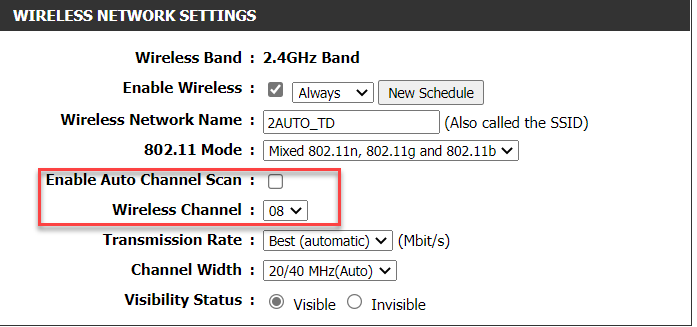 WIRELESS NETWORK SETTINGS
Wireless Band : 2.4GHz Band
Enable Wireless : Always New Schedule
Wireless Network Name : 2AUTO_TD (Also called the SSID)
802.11 Mode : Mixed 802.11n, 802.11g and 802.11b
Enable Auto Channel Scan :
Wireless Channel : 08
Transmission Rate : Best (automatic) (Mbit/s)
Channel Width : 20/40 MHz(Auto)
Visibility Status : Visible Invisible